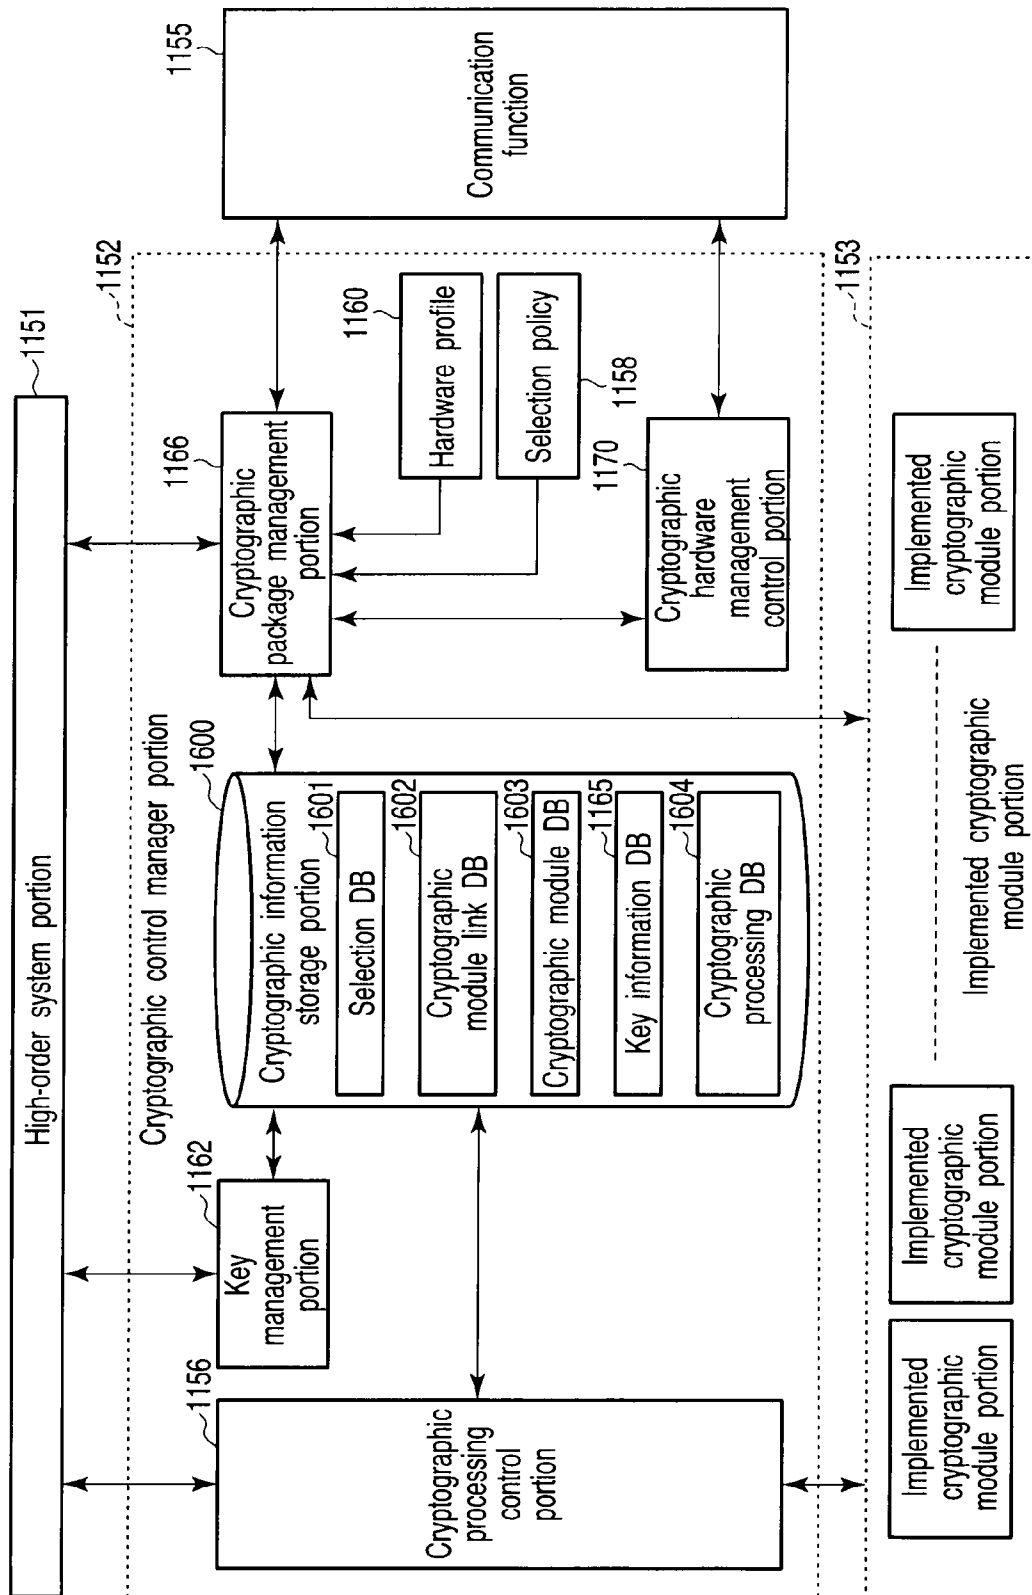 High-order system portion
1151
1152
Cryptographic control manager portion
1156
Cryptographic
processing
control
portion
1162
Key
management
portion
1600
Cryptographic information
storage portion
1601
Selection DB
1602
Cryptographic
module link DB
1603
Cryptographic module DB
1165
Key information DB
1604
Cryptographic
processing DB
1166
Cryptographic
package management
portion
1160
Hardware profile
Selection policy
1158
1170
Cryptographic
hardware
management
control portion
1155
Communication
function
1153
Implemented
cryptographic
module portion
Implemented
cryptographic
module portion
Implemented cryptographic
module portion
Implemented
cryptographic
module portion